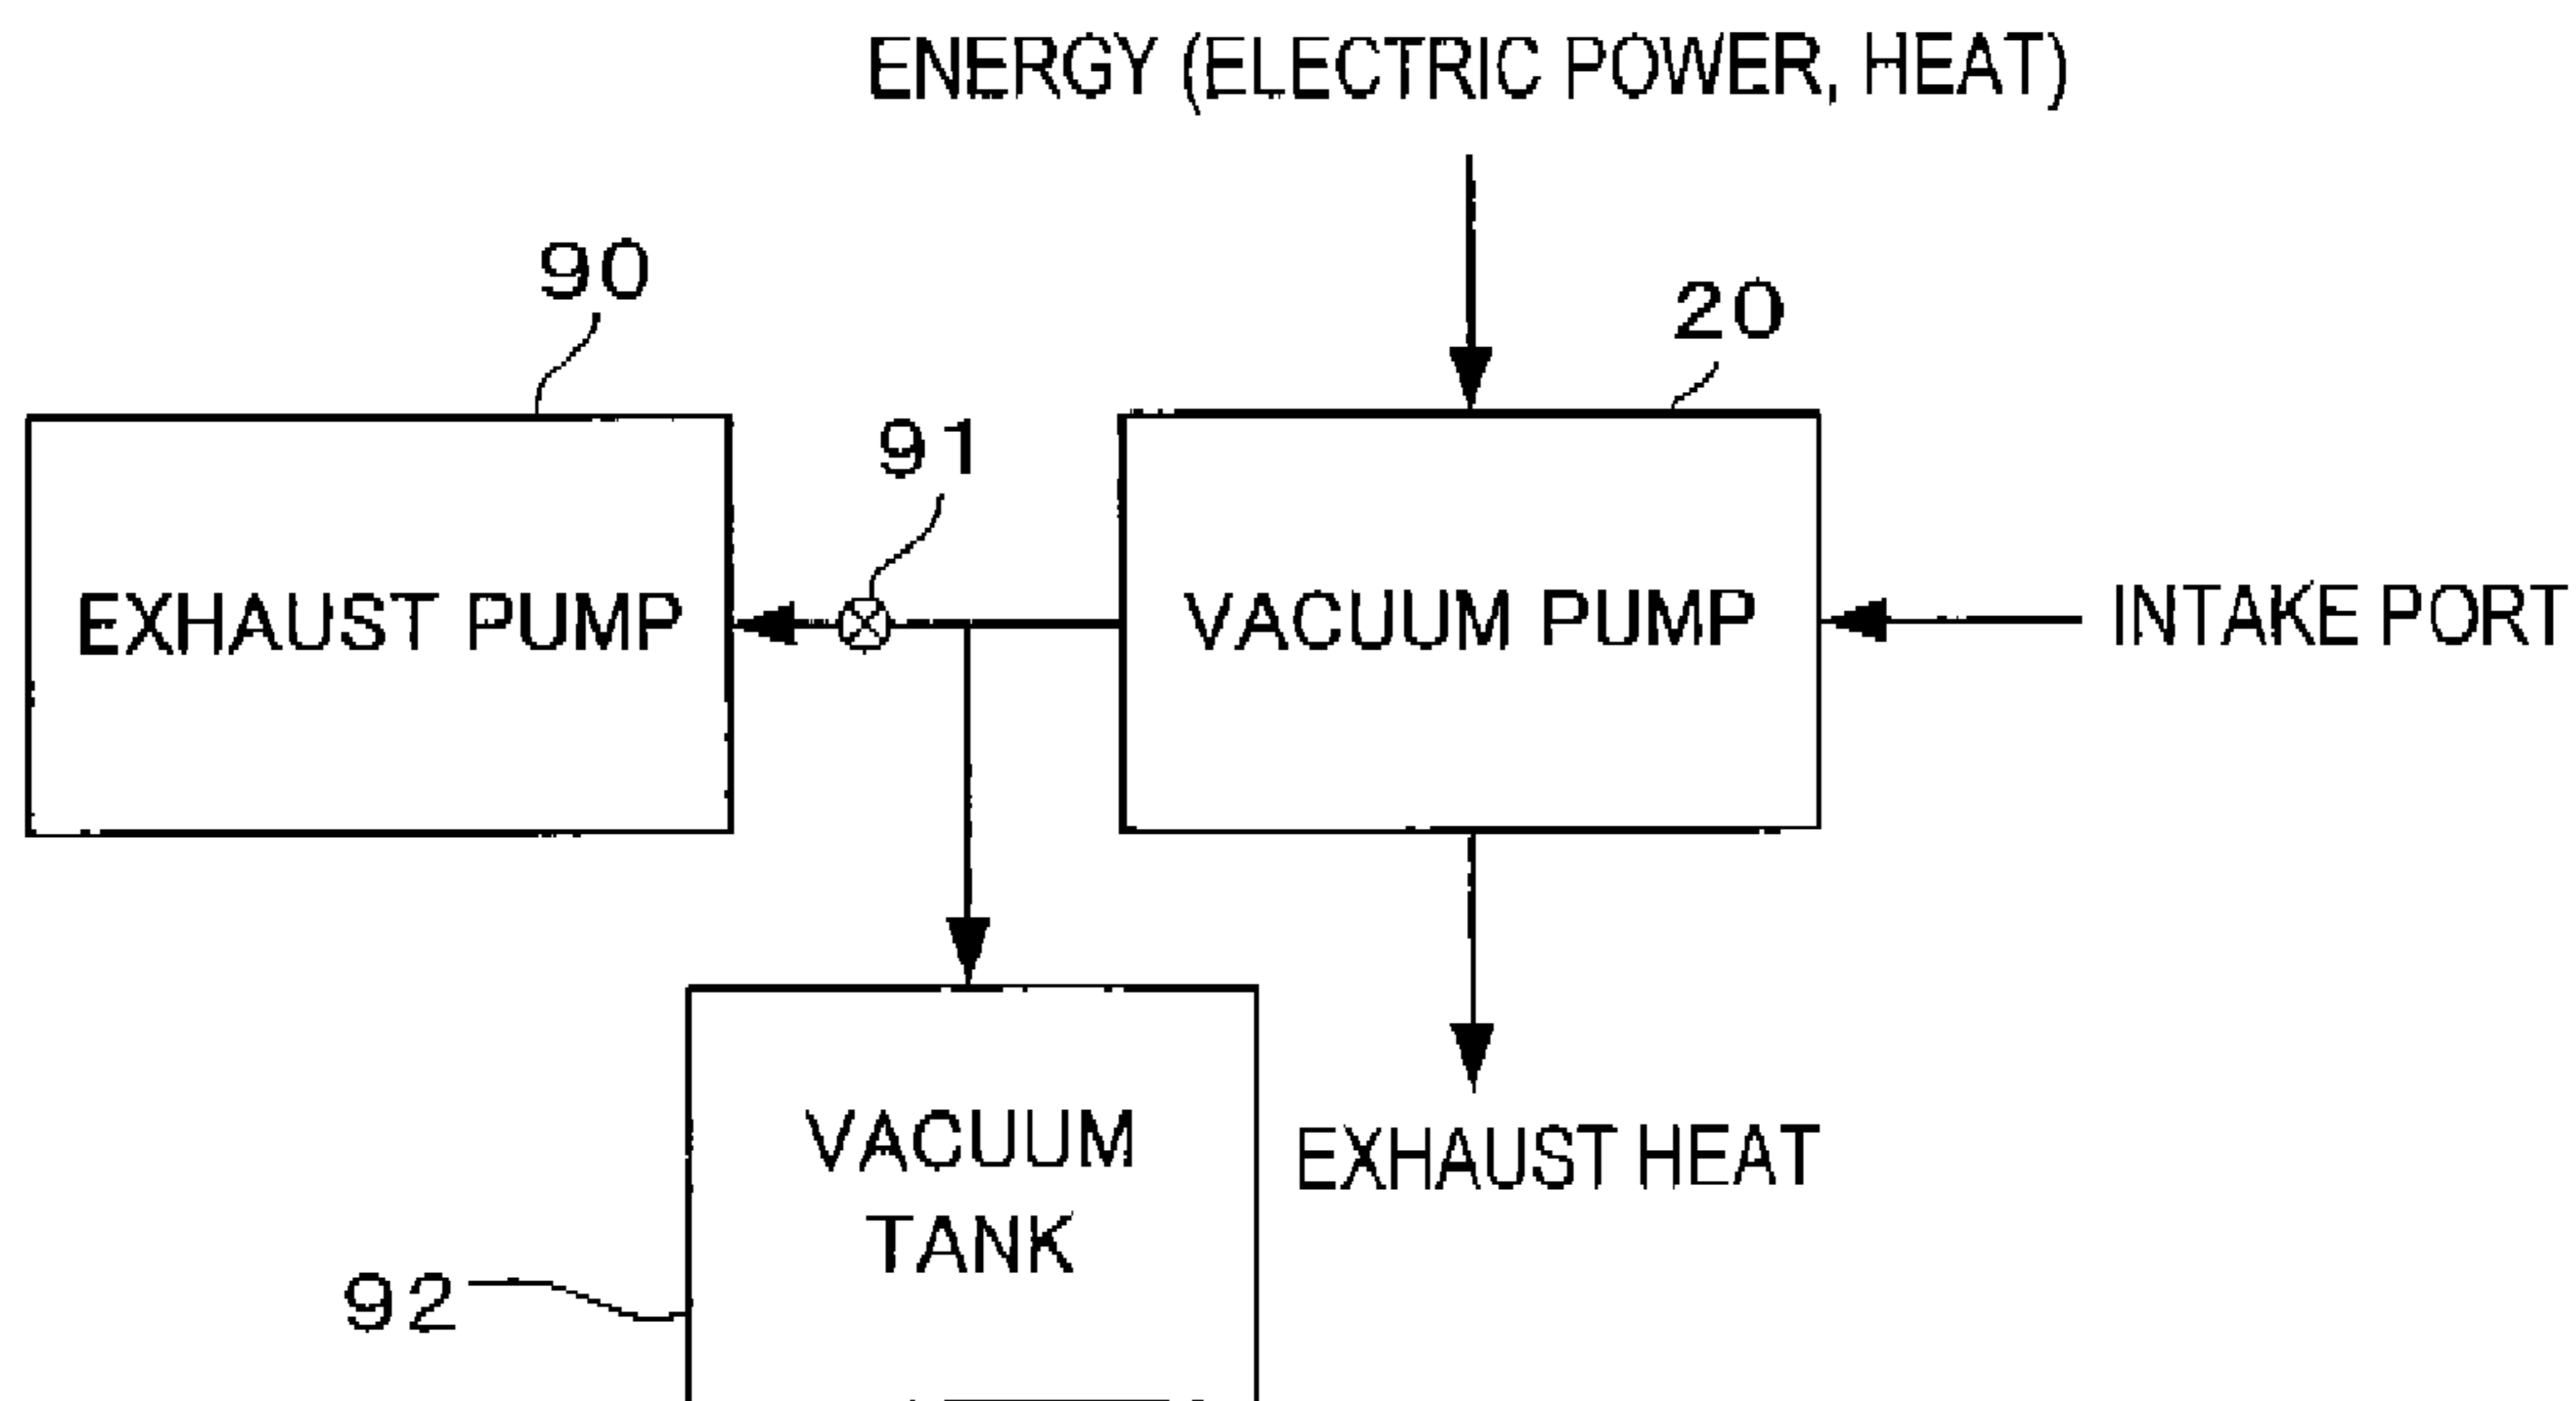 ENERGY (ELECTRIC POWER, HEAT)
90
20
91
EXHAUST PUMP
VACUUM PUMP
INTAKE PORT
VACUUM
TANK
EXHAUST HEAT
92